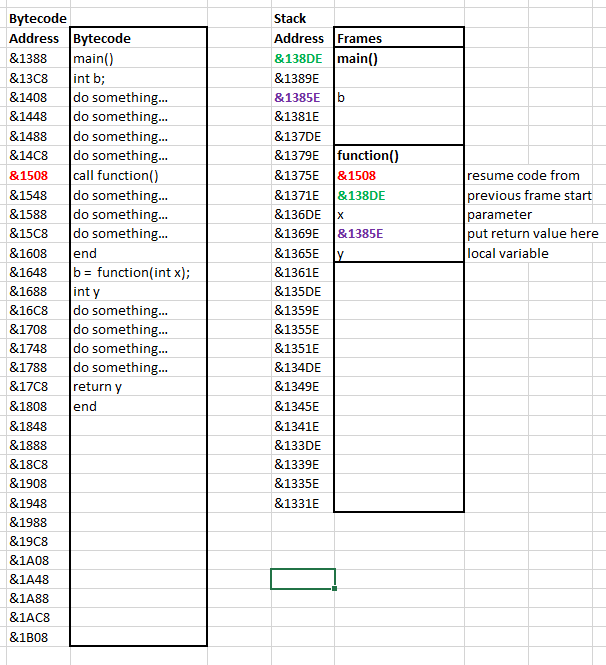 Bytecode Stack
Address Bytecode Address Frames
&1388 main() &138DE main()
&13C8 int b; &1389E
&1408 do something... &1385E b
&1448 do something... &1381E
&1488 do something... &137DE
&14C8 do something... &1379E function()
&1508 call function() &1375E &1508 resume code from
&1548 do something... &1371E &138DE previous frame start
&1588 do something... &136DE x parameter
&15C8 do something... &1369E &1385E put return value here
&1608 end &1365E y local variable
&1648 b = function(int x); &1361E
&1688 int y &135DE
&16C8 do something... &1359E
&1708 do something... &1355E
&1748 do something... &1351E
&1788 do something... &134DE
&17C8 return y &1349E
&1808 end &1345E
&1848 &1341E
&1888 &133DE
&18C8 &1339E
&1908 &1335E
&1948 &1331E
&1988
&19C8
&1A08
&1A48
&1A88
&1AC8
&1B08